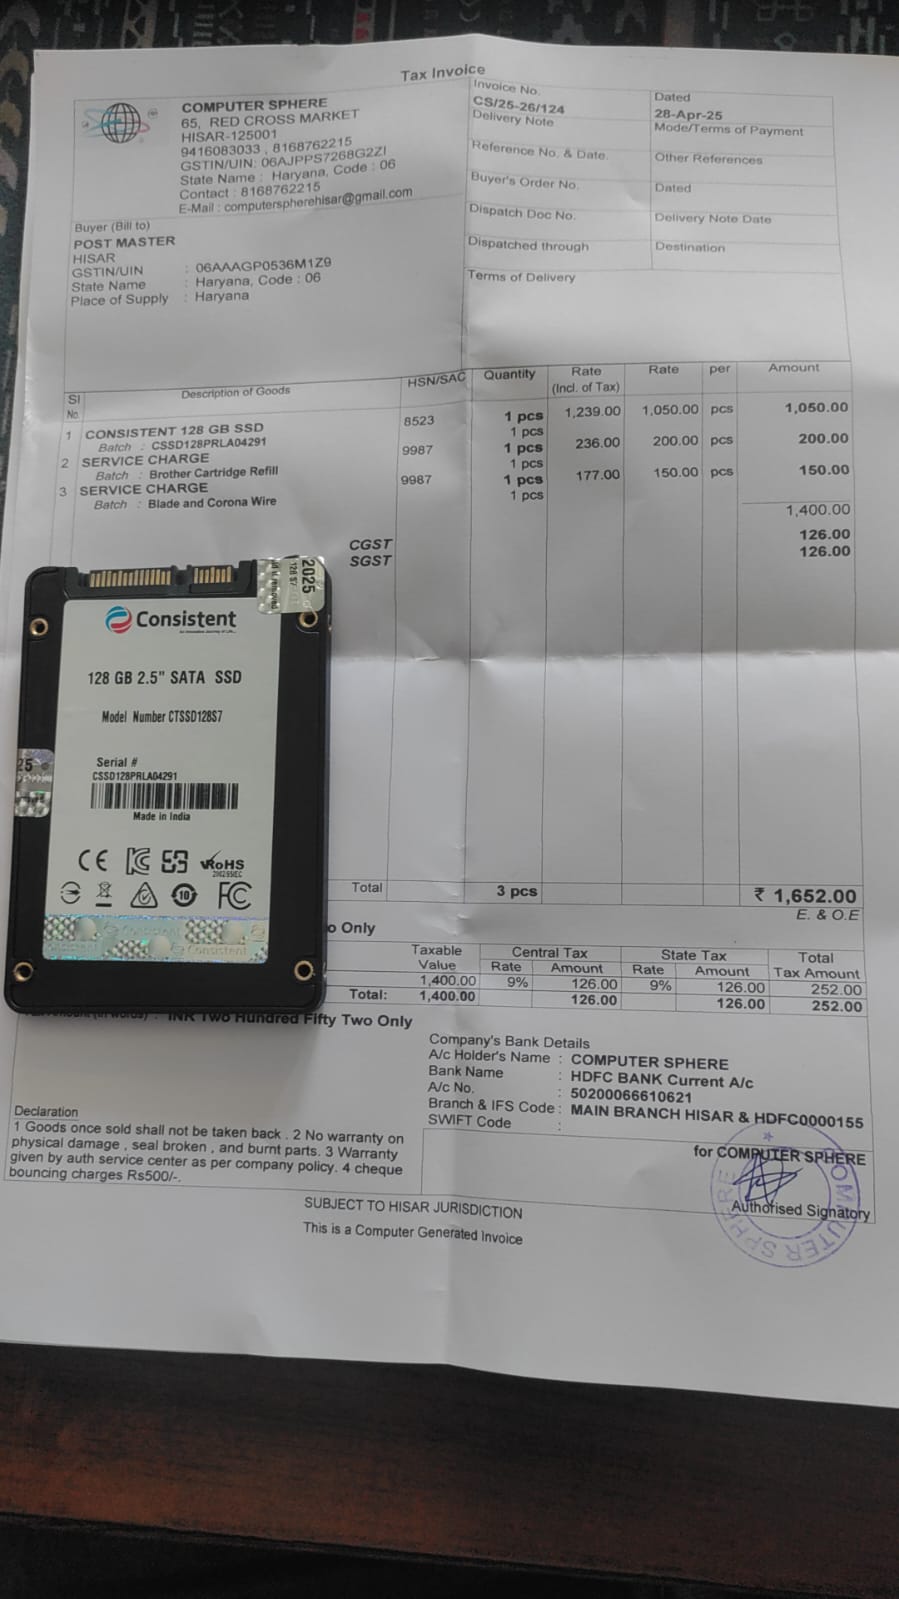 Tax Invoice
COMPUTER SPHERE
65, RED CROSS MARKET
HISAR-125001
9416083033 , 8168762215
GSTIN/UIN: 06AJPPS7268G2ZI
State Name : Haryana, Code : 06
Contact : 8168762215
E-Mail : computerspherehisar@gmail.com
Invoice No.
CS/25-26/124
Dated
28-Apr-25
Delivery Note
Mode/Terms of Payment
Reference No. & Date.
Other References
Buyer's Order No.
Dated
Dispatch Doc No.
Delivery Note Date
Dispatched through
Destination
Terms of Delivery
Buyer (Bill to)
POST MASTER
HISAR
GSTIN/UIN : 06AAAGP0536M1Z9
State Name : Haryana, Code : 06
Place of Supply : Haryana
Sl No. Description of Goods HSN/SAC Quantity Rate (Incl. of Tax) Rate per Amount
1 CONSISTENT 128 GB SSD 8523 1 pcs 1,239.00 1,050.00 pcs 1,050.00
Batch : CSSD128PRLA04291 1 pcs
2 SERVICE CHARGE 9987 1 pcs 236.00 200.00 pcs 200.00
Batch : Brother Cartridge Refill 1 pcs
3 SERVICE CHARGE 9987 1 pcs 177.00 150.00 pcs 150.00
Batch : Blade and Corona Wire 1 pcs
1,400.00
CGST 126.00
SGST 126.00
2025
Consistent
128 GB 2.5" SATA SSD
Model Number CTSSD128S7
Serial #
CSSD128PRLA04291
Made in India
CE
RoHS
10
FC
Consistent
Total 3 pcs ₹ 1,652.00
E. & O.E
o Only
Taxable Value Central Tax State Tax Total Tax Amount
Rate Amount Rate Amount
1,400.00 9% 126.00 9% 126.00 252.00
Total: 1,400.00 126.00 126.00 252.00
INR Two Hundred Fifty Two Only
Company's Bank Details
A/c Holder's Name : COMPUTER SPHERE
Bank Name : HDFC BANK Current A/c
A/c No. : 50200066610621
Branch & IFS Code : MAIN BRANCH HISAR & HDFC0000155
SWIFT Code :
Declaration
1 Goods once sold shall not be taken back . 2 No warranty on
physical damage , seal broken , and burnt parts. 3 Warranty
given by auth service center as per company policy. 4 cheque
bouncing charges Rs500/-.
for COMPUTER SPHERE
Authorised Signatory
COMPUTER SPHERE
SUBJECT TO HISAR JURISDICTION
This is a Computer Generated Invoice